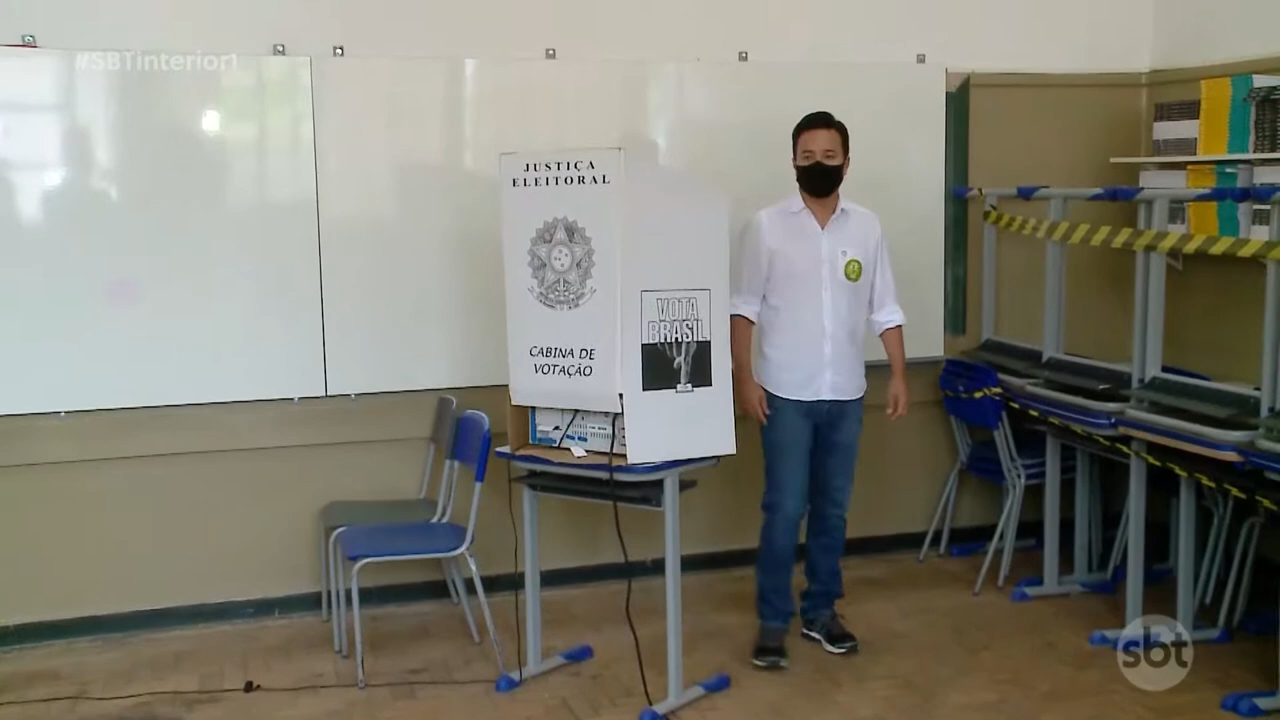 #SBTinterior1
JUSTIÇA
ELEITORAL
CABINA DE
VOTAÇÃO
VOTA
BRASIL
sbt